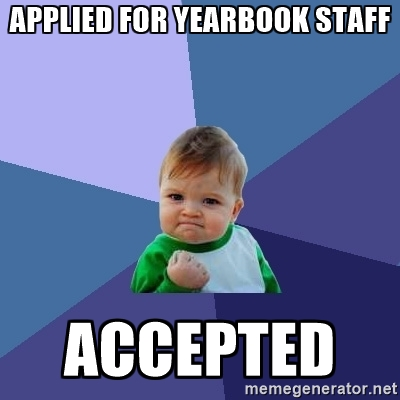 APPLIED FOR YEARBOOK STAFF
ACCEPTED
memegenerator.net